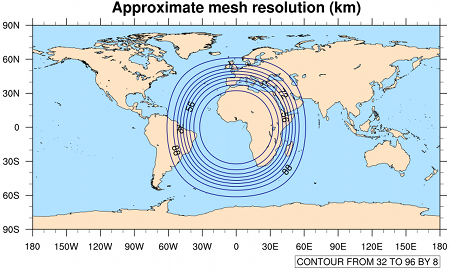 Approximate mesh resolution (km)
90N
60N
30N
0
30S
60S
90S
180 150W 120W 90W 60W 30W 0 30E 60E 90E 120E 150E 180
72
56
56
88
88
CONTOUR FROM 32 TO 96 BY 8